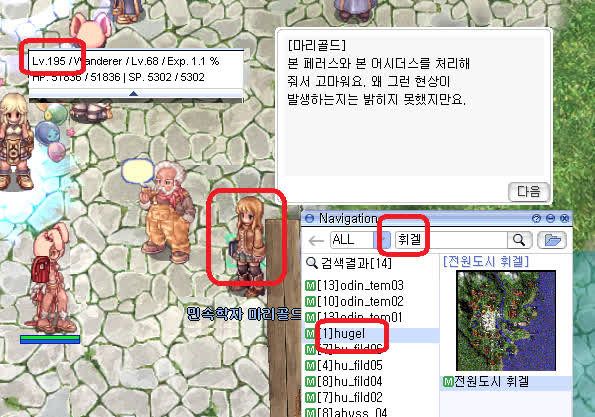 Lv.195 / Wanderer / Lv.68 / Exp. 1.1 %
HP. 51836 / 51836 | SP. 5302 / 5302
[마리골드]
본 페러스와 본 어시더스를 처리해
줘서 고마워요. 왜 그런 현상이
발생하는지는 밝히지 못했지만요.
다음
민속학자 마리골드
Navigation
ALL
휘겔
검색결과[14]
[전원도시 휘겔]
M[13]odin_tem03
M[10]odin_tem02
M[13]odin_tem01
M[1]hugel
M[7]hu_fild06
M[4]hu_fild05
M[8]hu_fild04
M[2]hu_fild02
M[8]abyss_04
M전원도시 휘겔